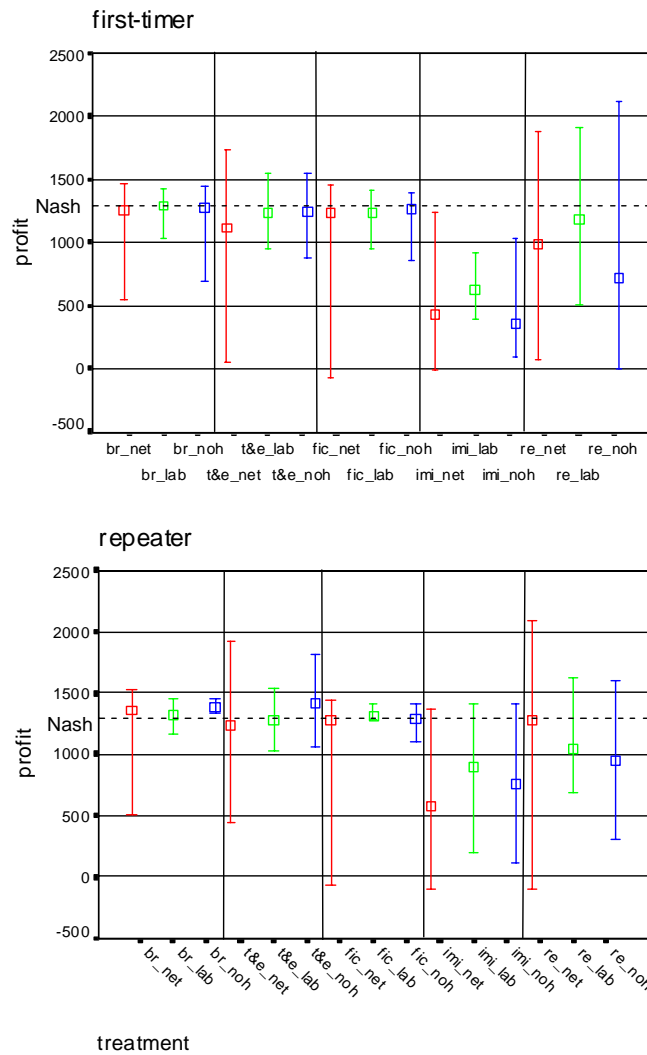 first-timer
2500
2000
1500
Nash
1000
500
0
-500
profit
br_net br_noh t&e_lab fic_net fic_noh imi_lab re_net re_noh
br_lab t&e_net t&e_noh fic_lab imi_net imi_noh re_lab
repeater
2500
2000
1500
Nash
1000
500
0
-500
profit
br_net br_lab br_noh t&e_net t&e_lab t&e_noh fic_net fic_lab fic_noh imi_net imi_lab imi_noh re_net re_lab re_noh
treatment